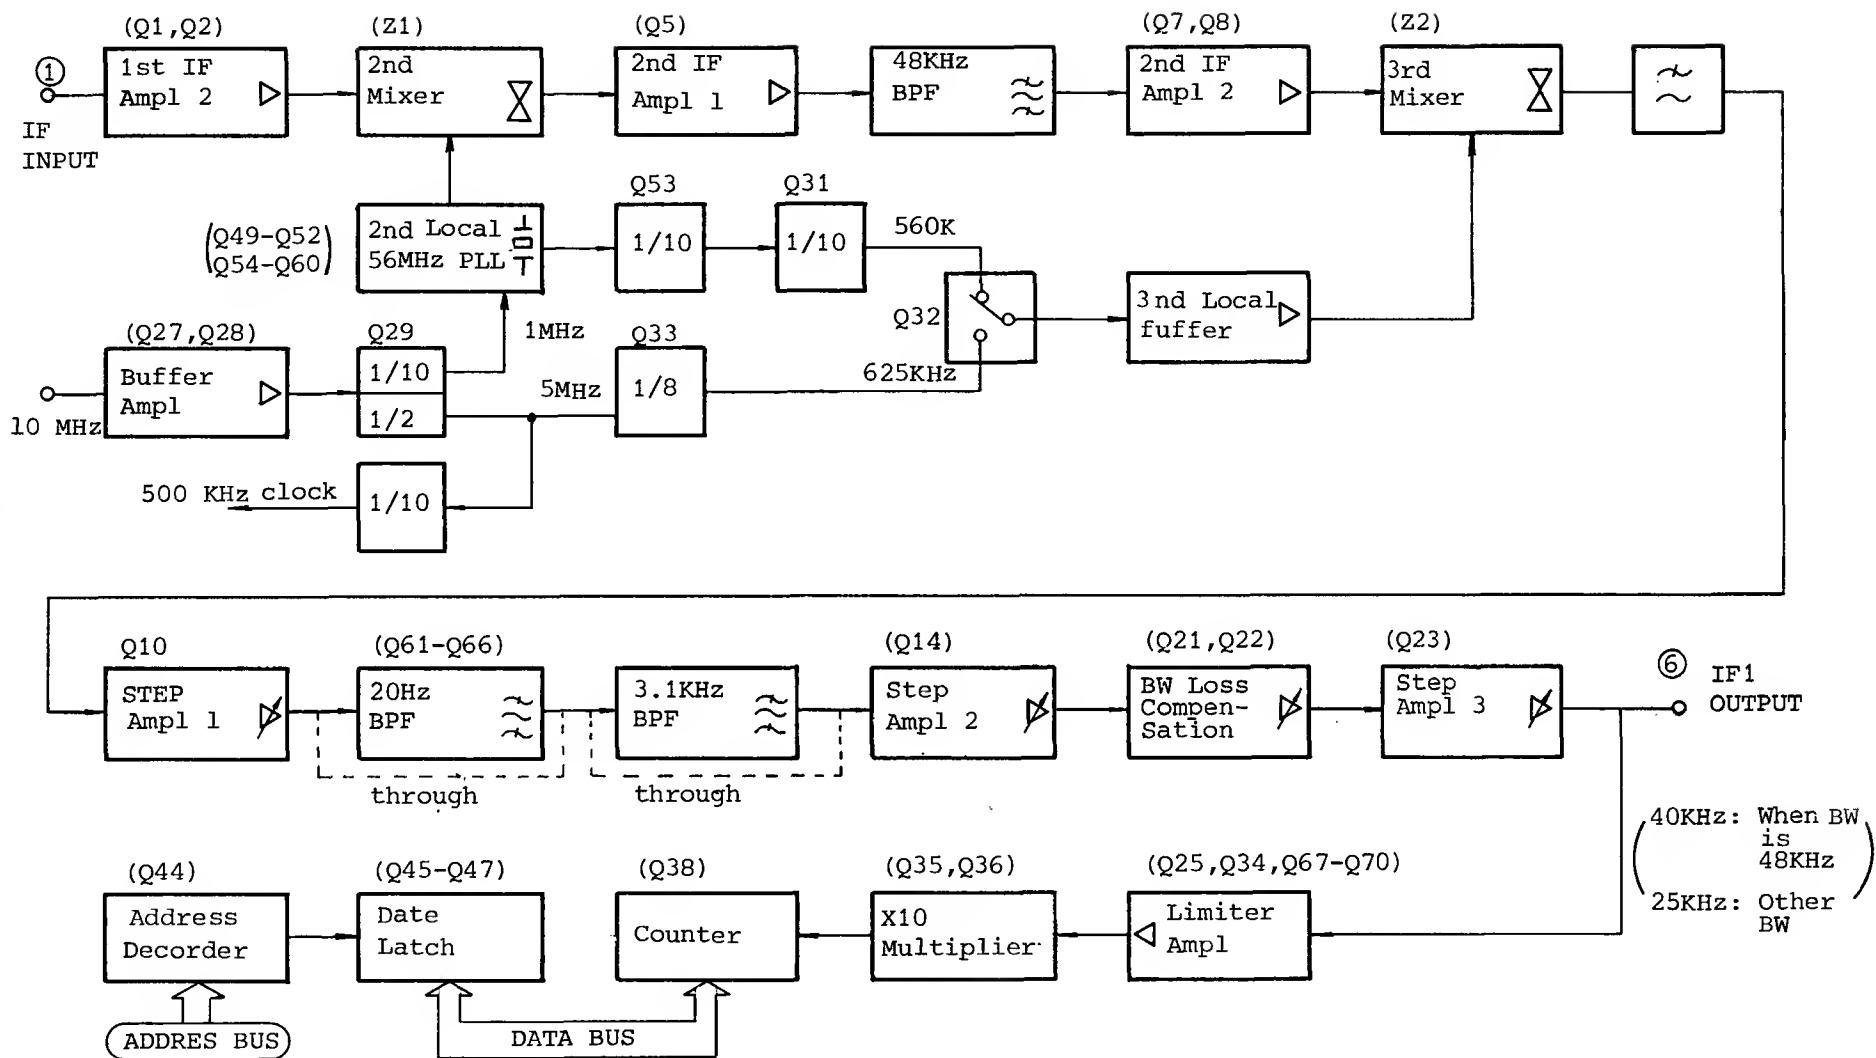 (Q1,Q2)
(Z1)
(Q5)
(Q7,Q8)
(Z2)
①
IF
INPUT
1st IF
Ampl 2
2nd
Mixer
2nd IF
Ampl 1
48KHz
BPF
2nd IF
Ampl 2
3rd
Mixer
(Q49-Q52
Q54-Q60)
2nd Local
56MHz PLL
Q53
1/10
Q31
1/10
560K
Q32
3nd Local
fuffer
(Q27,Q28)
10 MHz
Buffer
Ampl
Q29
1/10
1/2
1MHz
5MHz
Q33
1/8
625KHz
500 KHz clock
1/10
Q10
STEP
Ampl 1
(Q61-Q66)
20Hz
BPF
through
3.1KHz
BPF
through
(Q14)
Step
Ampl 2
(Q21,Q22)
BW Loss
Compen-
Sation
(Q23)
Step
Ampl 3
⑥ IF1
OUTPUT
(40KHz: When BW
is
48KHz
25KHz: Other
BW)
(Q44)
Address
Decorder
ADDRES BUS
(Q45-Q47)
Date
Latch
DATA BUS
(Q38)
Counter
(Q35,Q36)
X10
Multiplier
(Q25,Q34,Q67-Q70)
Limiter
Ampl